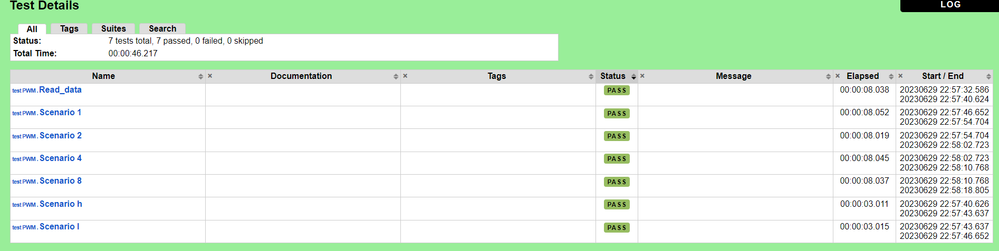 Test Details
LOG
All Tags Suites Search
Status: 7 tests total, 7 passed, 0 failed, 0 skipped
Total Time: 00:00:46.217
Name × Documentation × Tags Status × Message × Elapsed × Start / End
test PWM . Read_data PASS 00:00:08.038 20230629 22:57:32.586
20230629 22:57:40.624
test PWM . Scenario 1 PASS 00:00:08.052 20230629 22:57:46.652
20230629 22:57:54.704
test PWM . Scenario 2 PASS 00:00:08.019 20230629 22:57:54.704
20230629 22:58:02.723
test PWM . Scenario 4 PASS 00:00:08.045 20230629 22:58:02.723
20230629 22:58:10.768
test PWM . Scenario 8 PASS 00:00:08.037 20230629 22:58:10.768
20230629 22:58:18.805
test PWM . Scenario h PASS 00:00:03.011 20230629 22:57:40.626
20230629 22:57:43.637
test PWM . Scenario l PASS 00:00:03.015 20230629 22:57:43.637
20230629 22:57:46.652